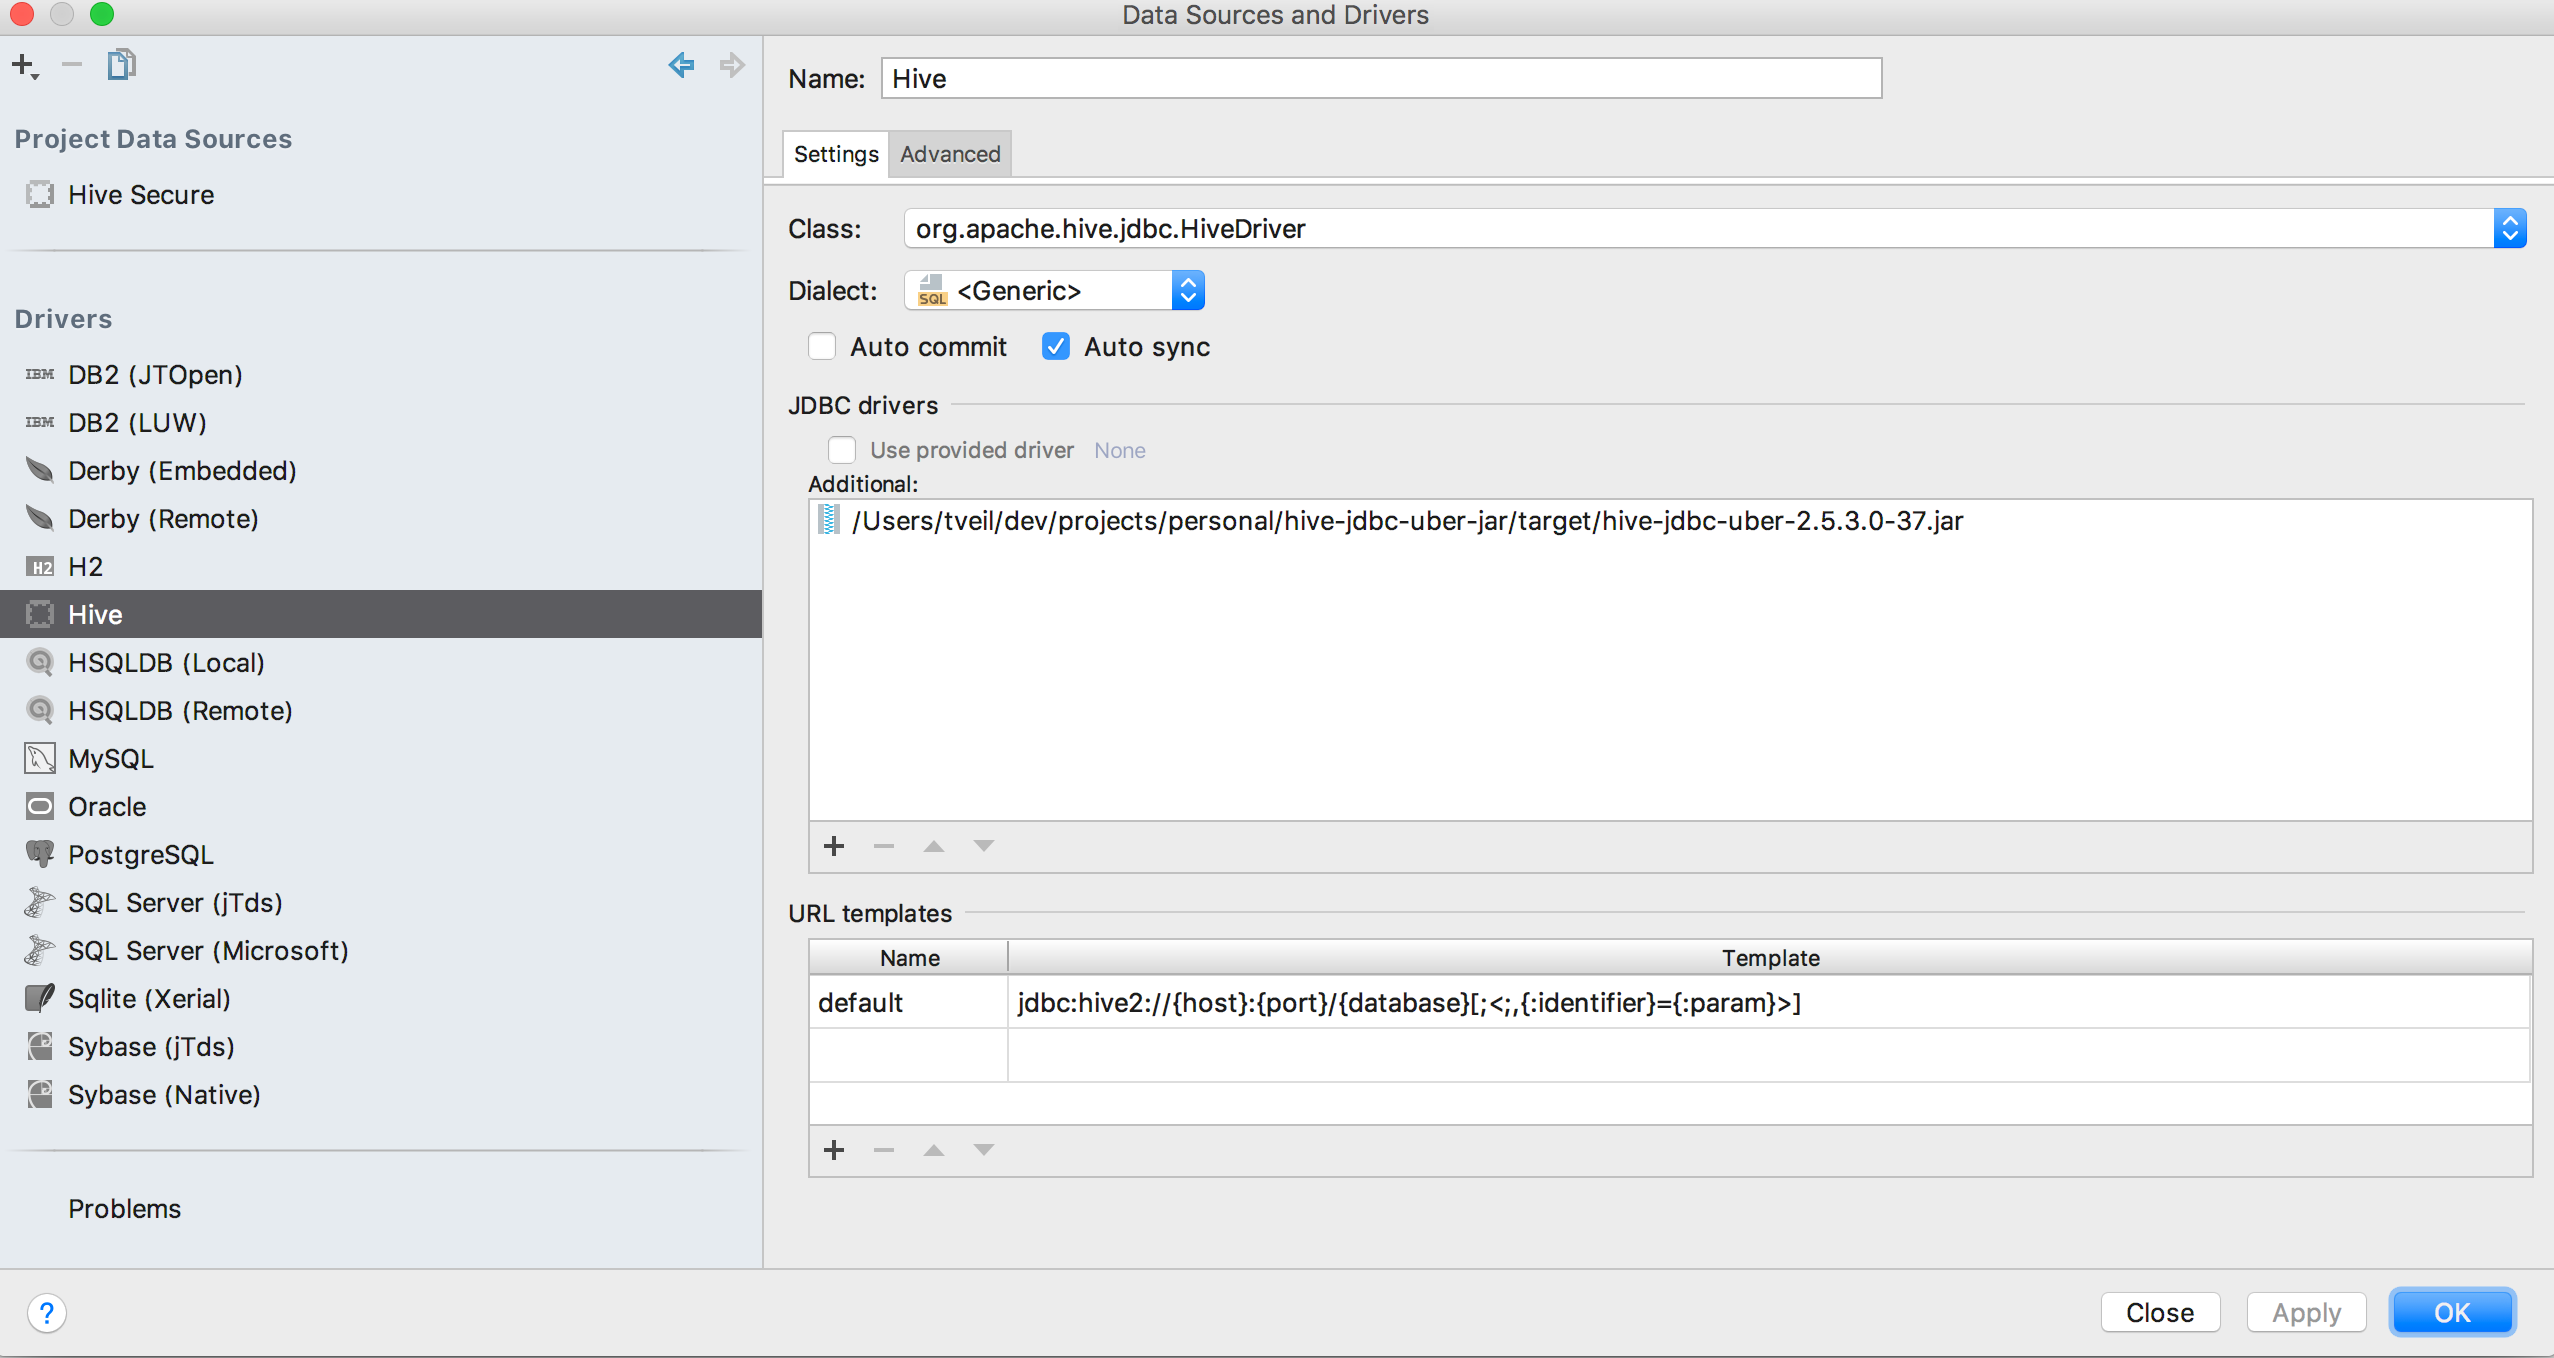 Data Sources and Drivers
Project Data Sources
Hive Secure
Drivers
IBM DB2 (JTOpen)
IBM DB2 (LUW)
Derby (Embedded)
Derby (Remote)
H2 H2
Hive
HSQLDB (Local)
HSQLDB (Remote)
MySQL
Oracle
PostgreSQL
SQL Server (jTds)
SQL Server (Microsoft)
Sqlite (Xerial)
Sybase (jTds)
Sybase (Native)
Problems
Name: Hive
Settings Advanced
Class: org.apache.hive.jdbc.HiveDriver
Dialect: SQL <Generic>
Auto commit Auto sync
JDBC drivers
Use provided driver None
Additional:
/Users/tveil/dev/projects/personal/hive-jdbc-uber-jar/target/hive-jdbc-uber-2.5.3.0-37.jar
URL templates
Name Template
default jdbc:hive2://{host}:{port}/{database}[;<;,{:identifier}={:param}>]
? Close Apply OK